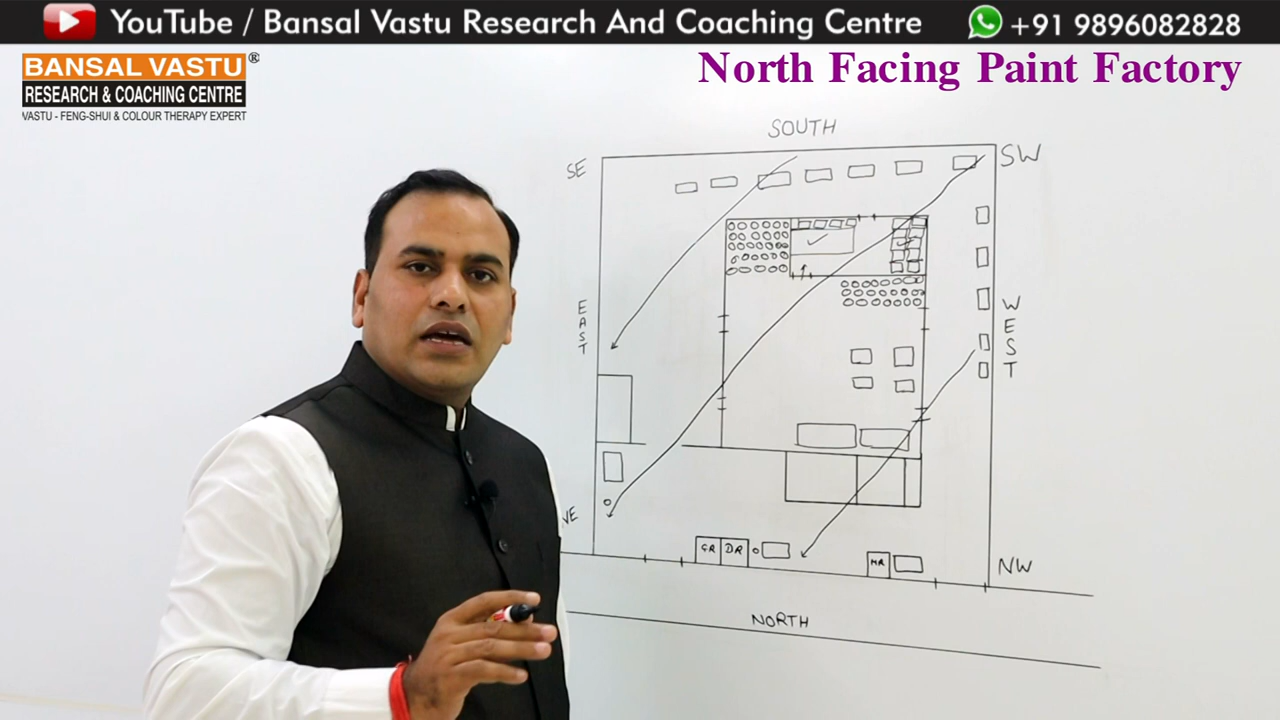 YouTube / Bansal Vastu Research And Coaching Centre +91 9896082828
BANSAL VASTU®
RESEARCH & COACHING CENTRE
VASTU - FENG-SHUI & COLOUR THERAPY EXPERT
North Facing Paint Factory
SOUTH
SE
SW
EAST
WEST
GR DR
MR
NW
NORTH